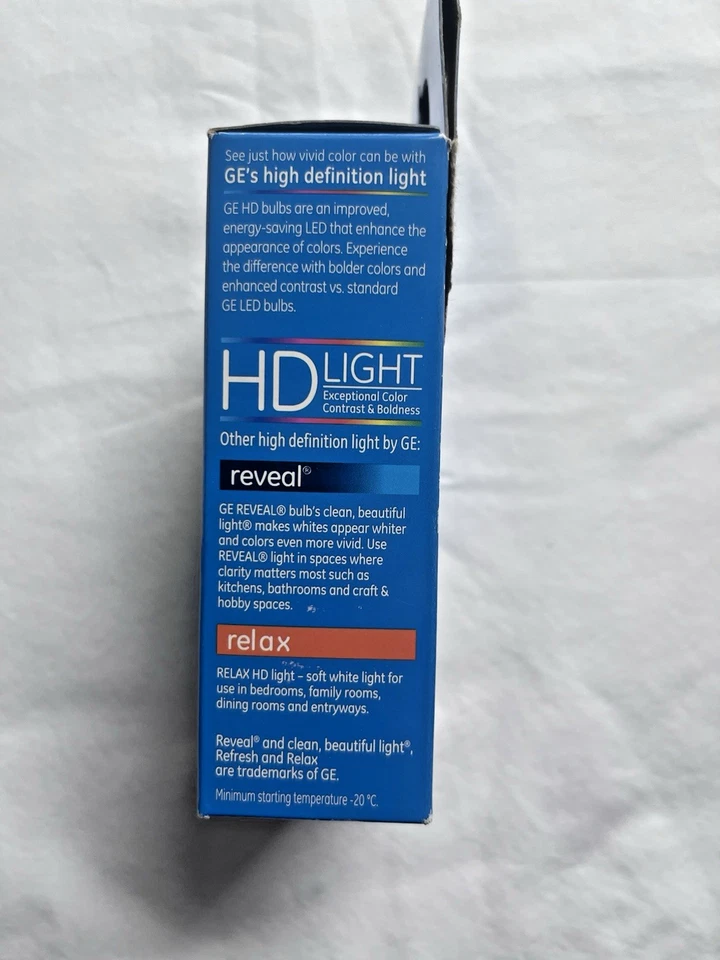 See just how vivid color can be with
GE's high definition light
GE HD bulbs are an improved,
energy-saving LED that enhance the
appearance of colors. Experience
the difference with bolder colors and
enhanced contrast vs. standard
GE LED bulbs.
HD LIGHT
Exceptional Color
Contrast & Boldness
Other high definition light by GE:
reveal®
GE REVEAL® bulb's clean, beautiful
light® makes whites appear whiter
and colors even more vivid. Use
REVEAL® light in spaces where
clarity matters most such as
kitchens, bathrooms and craft &
hobby spaces.
relax
RELAX HD light – soft white light for
use in bedrooms, family rooms,
dining rooms and entryways.
Reveal® and clean, beautiful light®,
Refresh and Relax
are trademarks of GE.
Minimum starting temperature -20 °C.